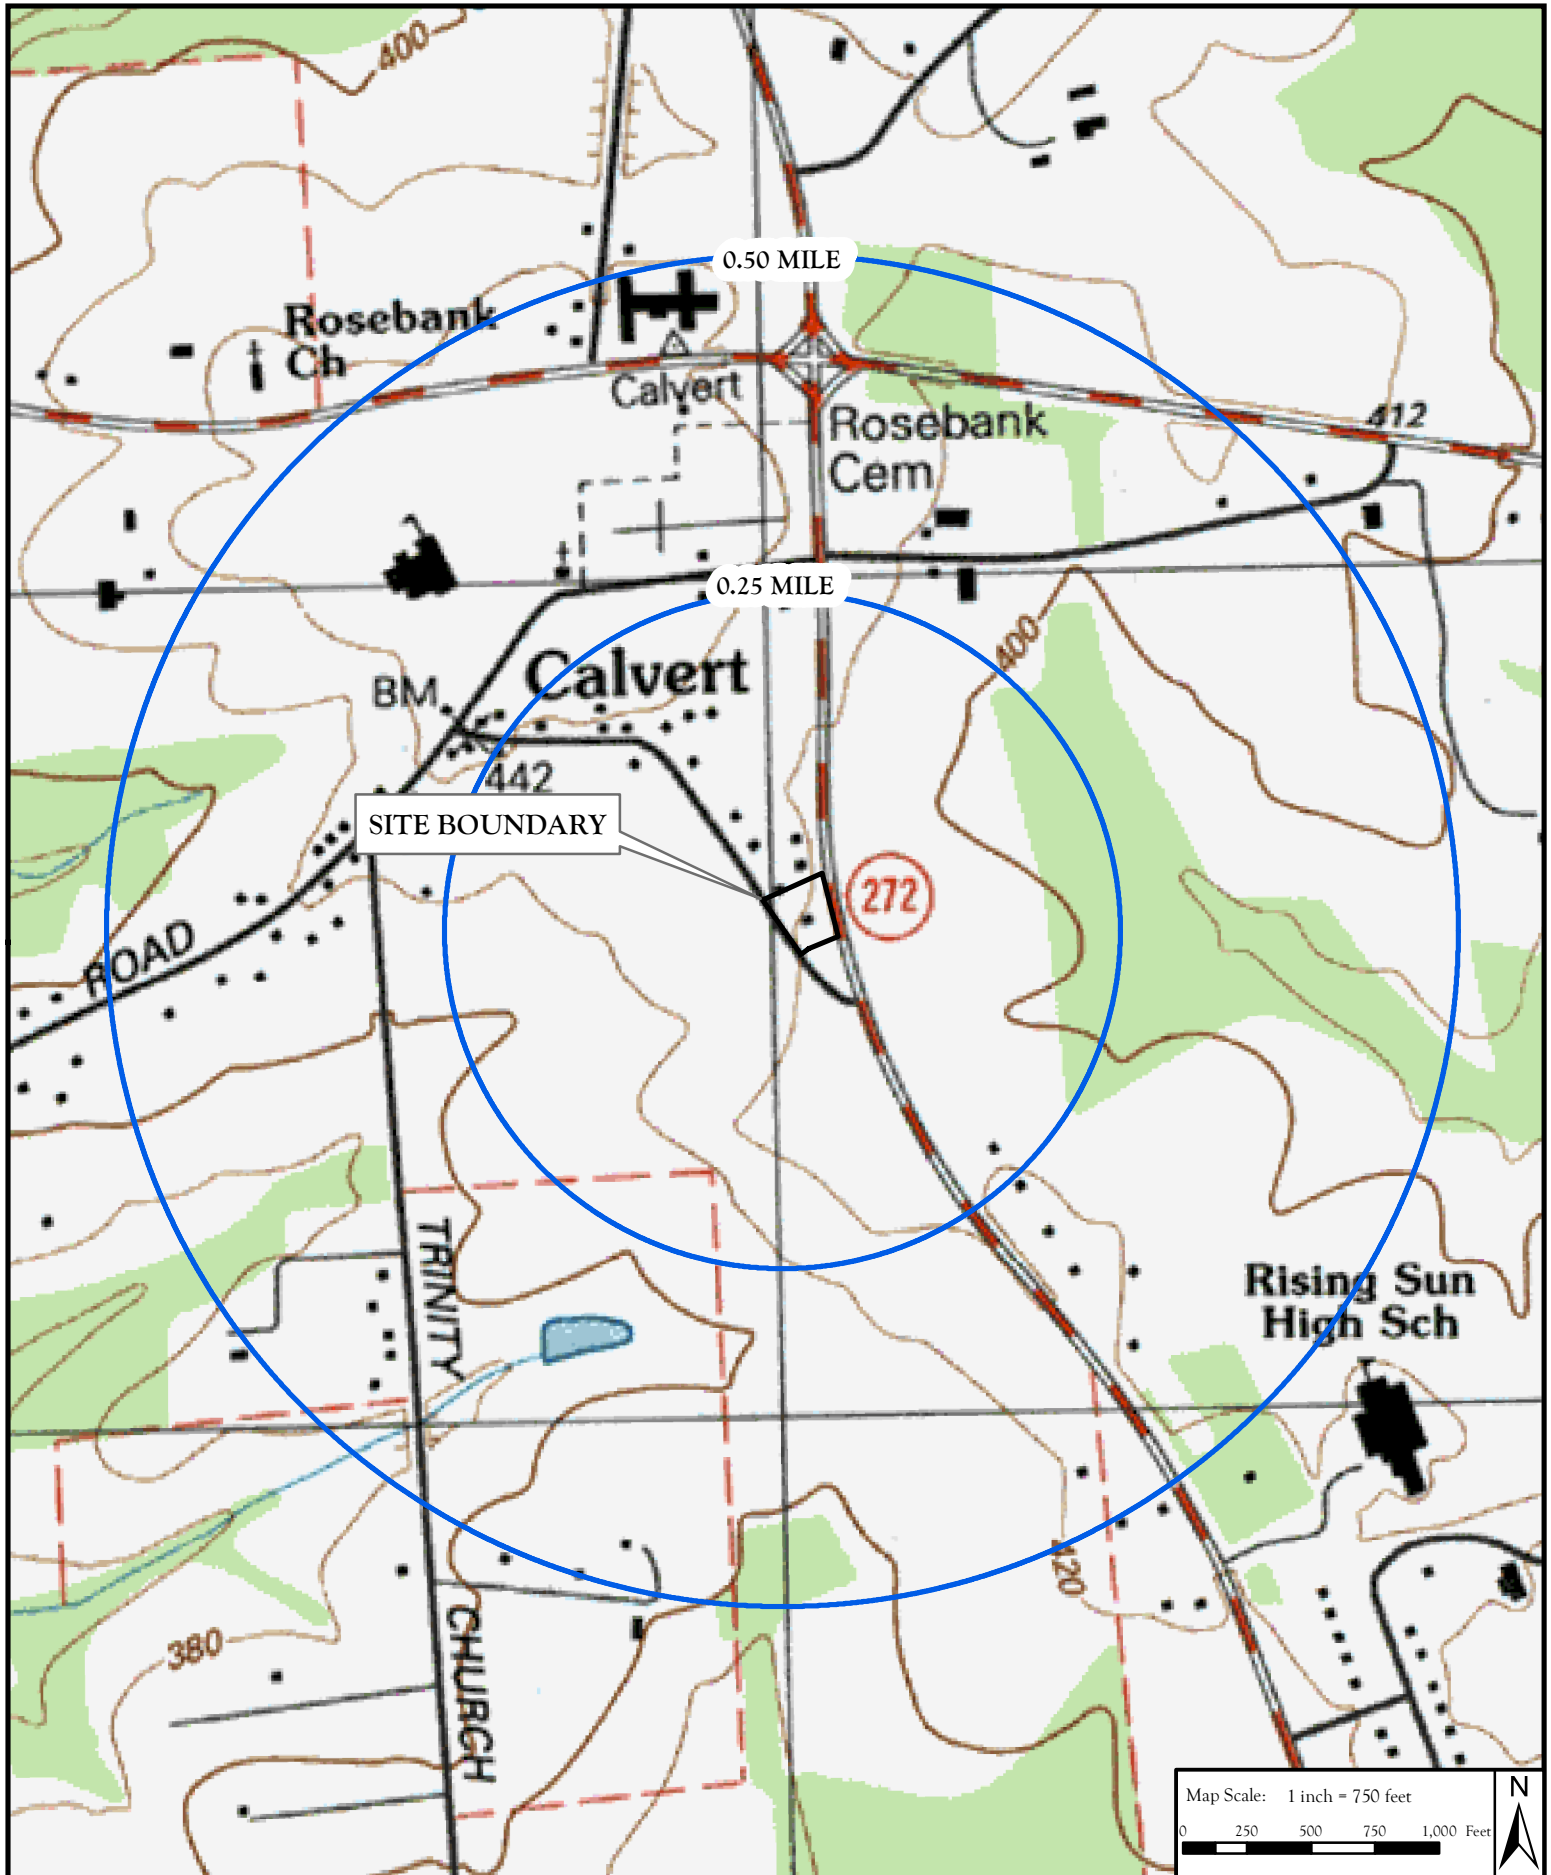 400
0.50 MILE
Rosebank
Ch
Calvert
412
Rosebank
Cem
0.25 MILE
400
Calvert
BM
442
SITE BOUNDARY
272
ROAD
TRINITY
Rising Sun
High Sch
420
CHURCH
380
Map Scale: 1 inch = 750 feet
0 250 500 750 1,000 Feet
N